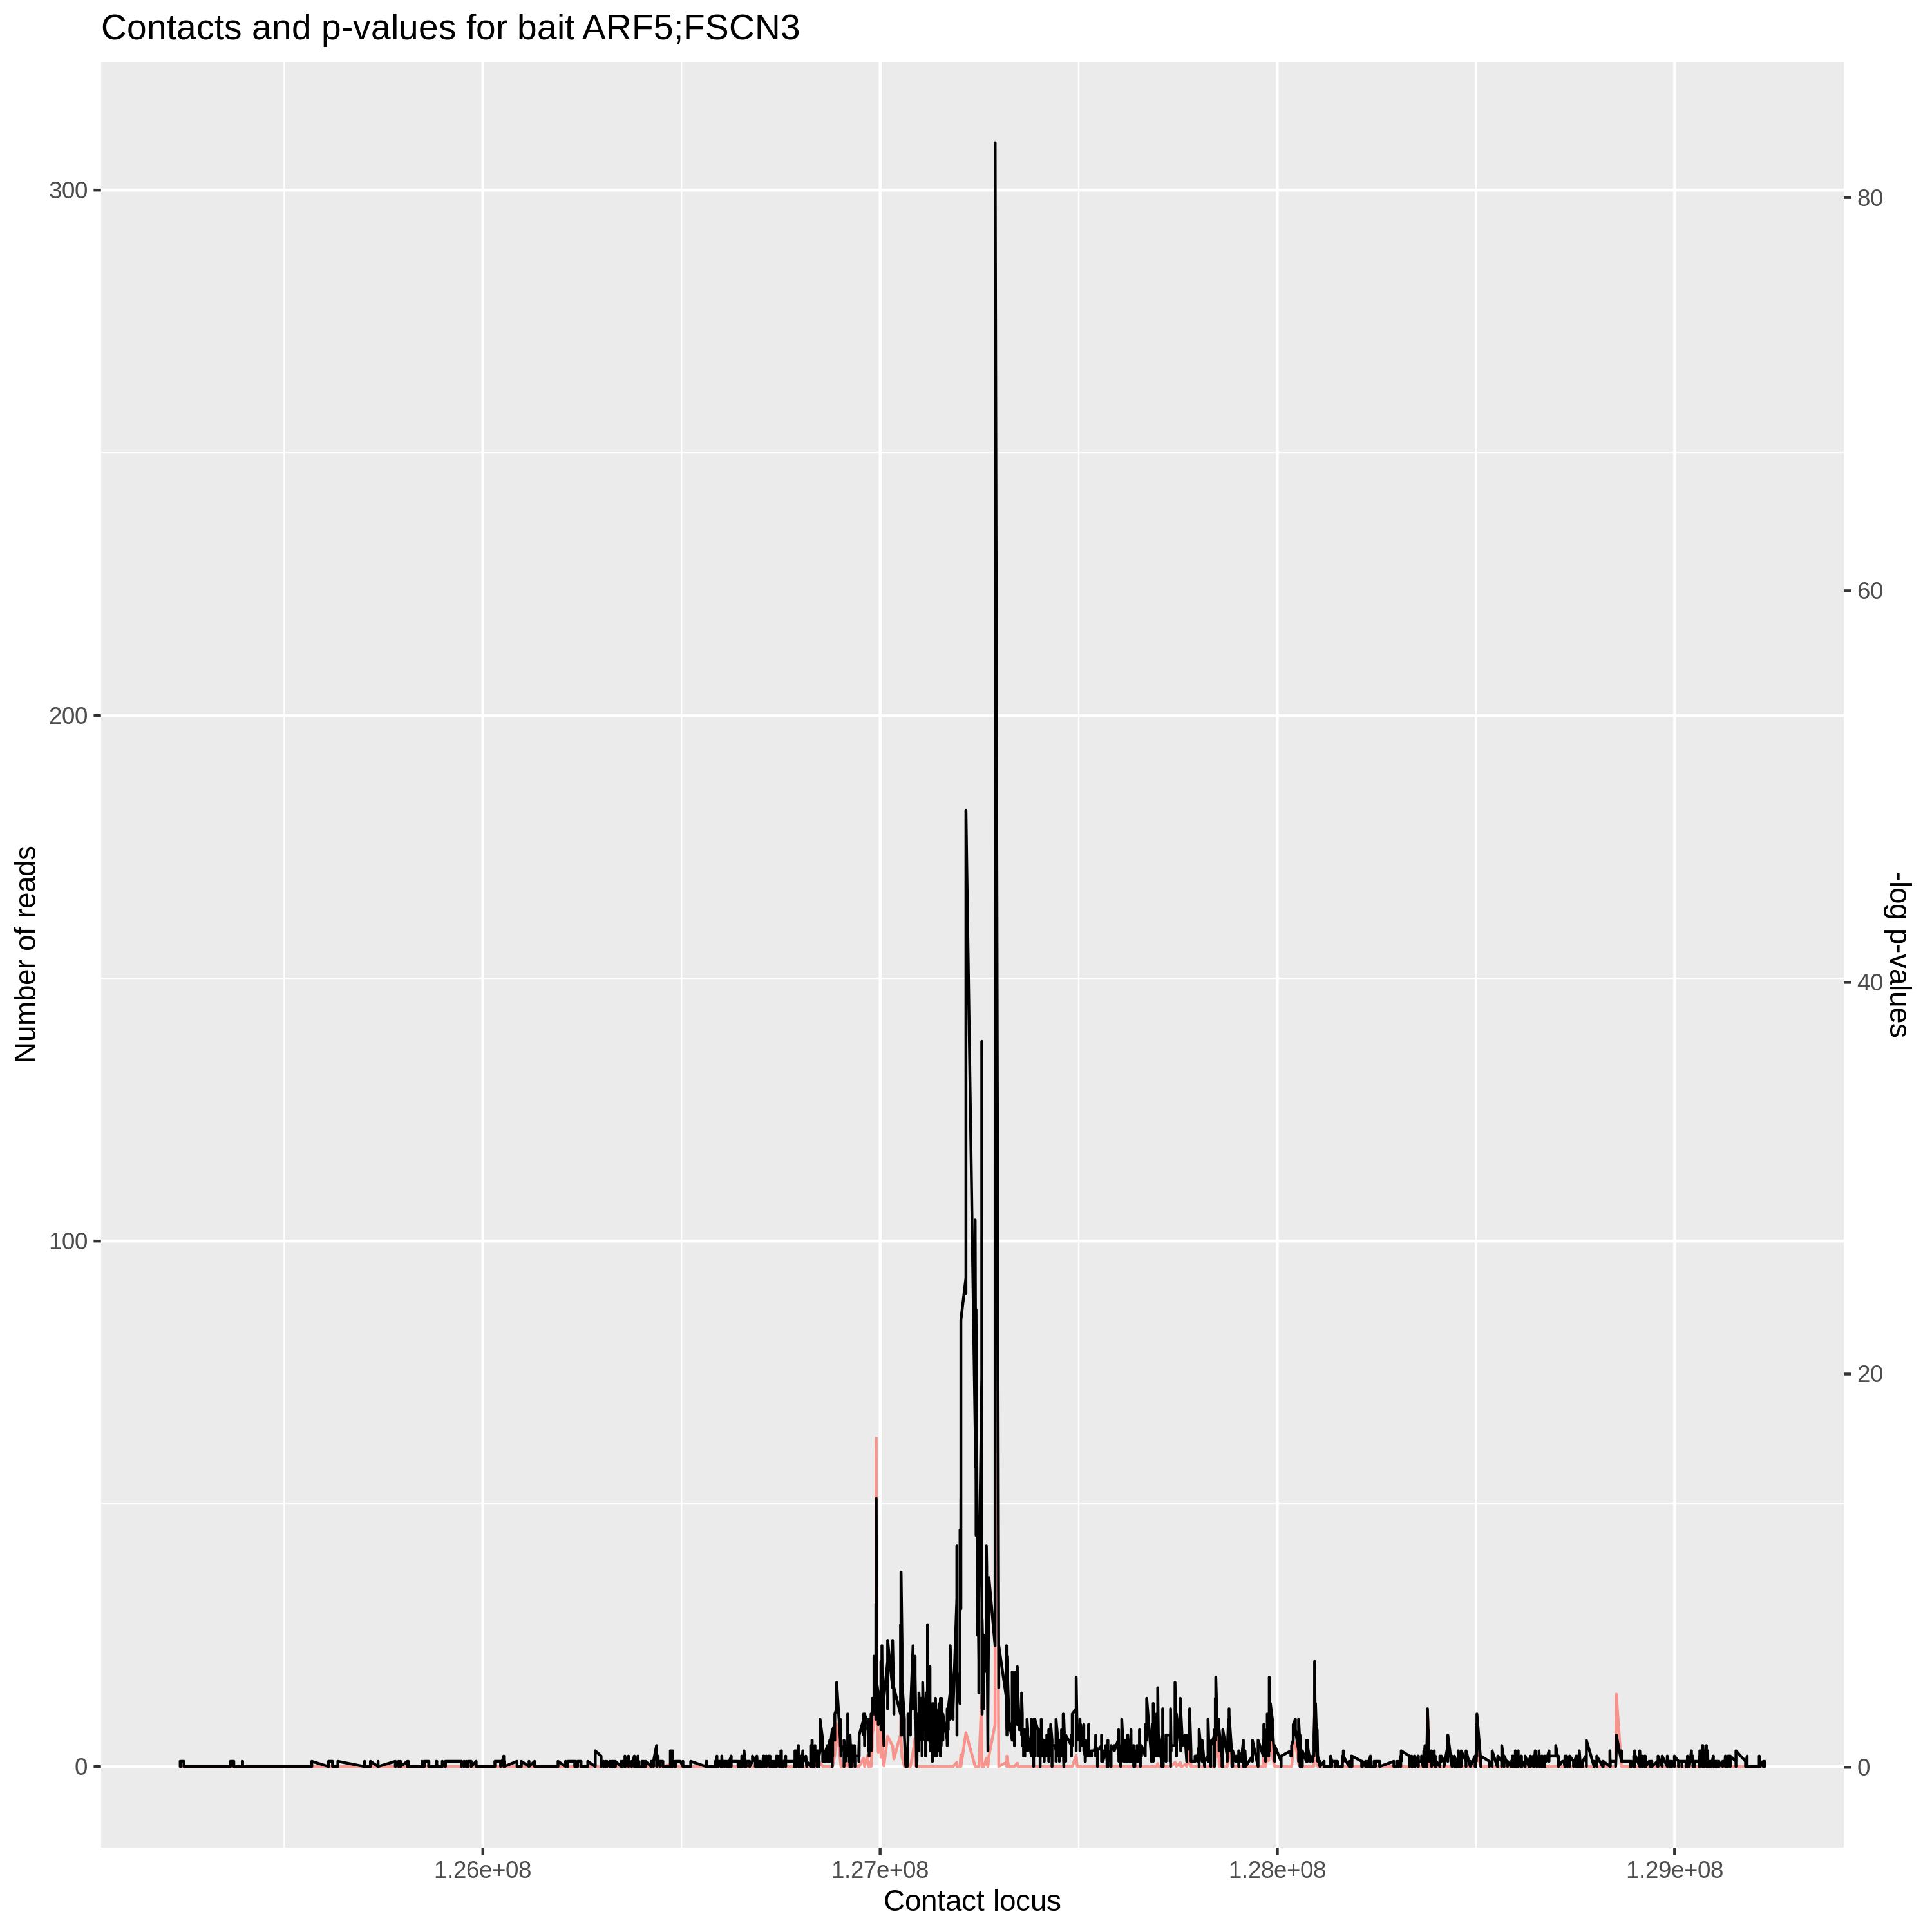 Contacts and p-values for bait ARF5;FSCN3
300
200
100
0
80
60
40
20
0
Number of reads
-log p-values
1.26e+08
1.27e+08
1.28e+08
1.29e+08
Contact locus